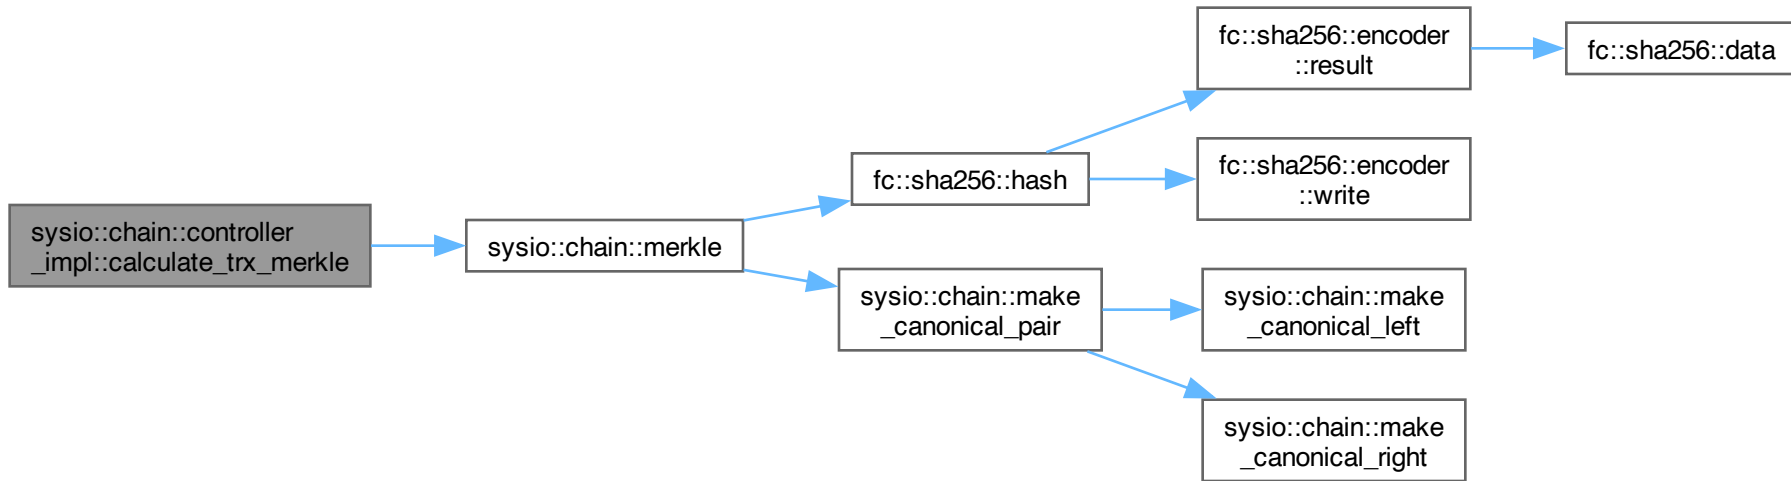 sysio::chain::controller
_impl::calculate_trx_merkle
sysio::chain::merkle
fc::sha256::hash
fc::sha256::encoder
::result
fc::sha256::data
fc::sha256::encoder
::write
sysio::chain::make
_canonical_pair
sysio::chain::make
_canonical_left
sysio::chain::make
_canonical_right